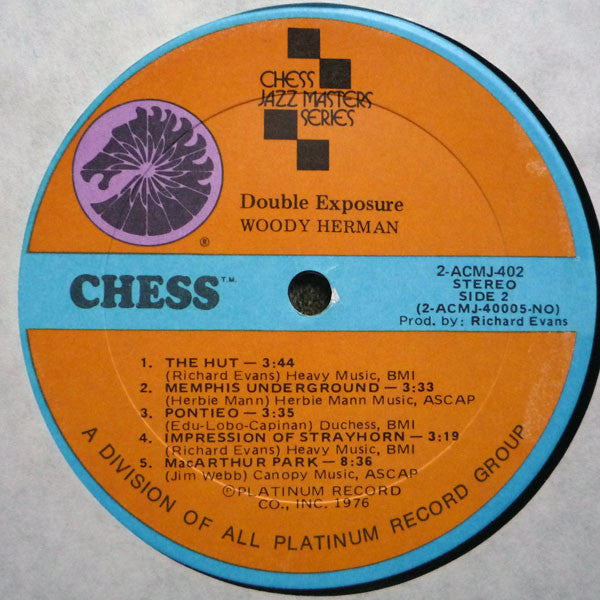 CHESS
JAZZ MASTERS
SERIES
Double Exposure
WOODY HERMAN
®
CHESS T.M.
2-ACMJ-402
STEREO
SIDE 2
(2-ACMJ-40005-NO)
Prod. by: Richard Evans
1. THE HUT — 3:44
(Richard Evans) Heavy Music, BMI
2. MEMPHIS UNDERGROUND — 3:33
(Herbie Mann) Herbie Mann Music, ASCAP
3. PONTIEO — 3:35
(Edu-Lobo-Capinan) Duchess, BMI
4. IMPRESSION OF STRAYHORN — 3:19
(Richard Evans) Heavy Music, BMI
5. MacARTHUR PARK — 8:36
(Jim Webb) Canopy Music, ASCAP
©PLATINUM RECORD
CO., INC. 1976
A DIVISION OF ALL PLATINUM RECORD GROUP